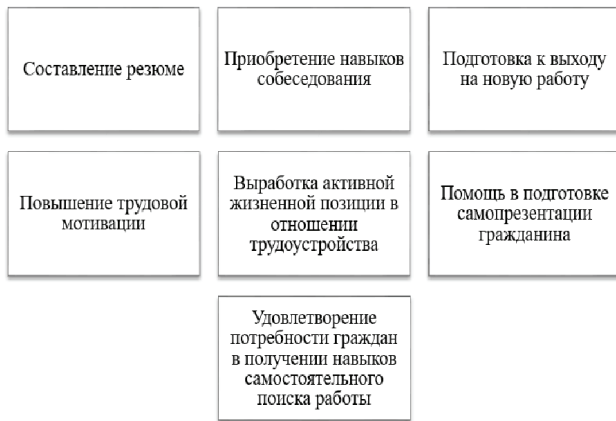 Составление резюме
Приобретение навыков
собеседования
Подготовка к выходу
на новую работу
Повышение трудовой
мотивации
Выработка активной
жизненной позиции в
отношении
трудоустройства
Помощь в подготовке
самопрезентации
гражданина
Удовлетворение
потребности граждан
в получении навыков
самостоятельного
поиска работы